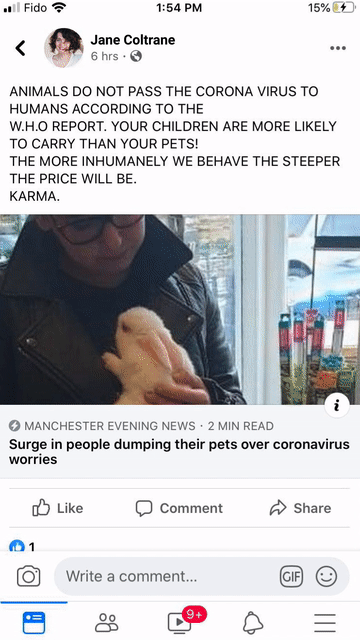 Fido 1:54 PM 15%
Jane Coltrane
6 hrs ·
ANIMALS DO NOT PASS THE CORONA VIRUS TO
HUMANS ACCORDING TO THE
W.H.O REPORT. YOUR CHILDREN ARE MORE LIKELY
TO CARRY THAN YOUR PETS!
THE MORE INHUMANELY WE BEHAVE THE STEEPER
THE PRICE WILL BE.
KARMA.
MANCHESTER EVENING NEWS · 2 MIN READ
Surge in people dumping their pets over coronavirus
worries
Like Comment Share
1
Write a comment... GIF
9+